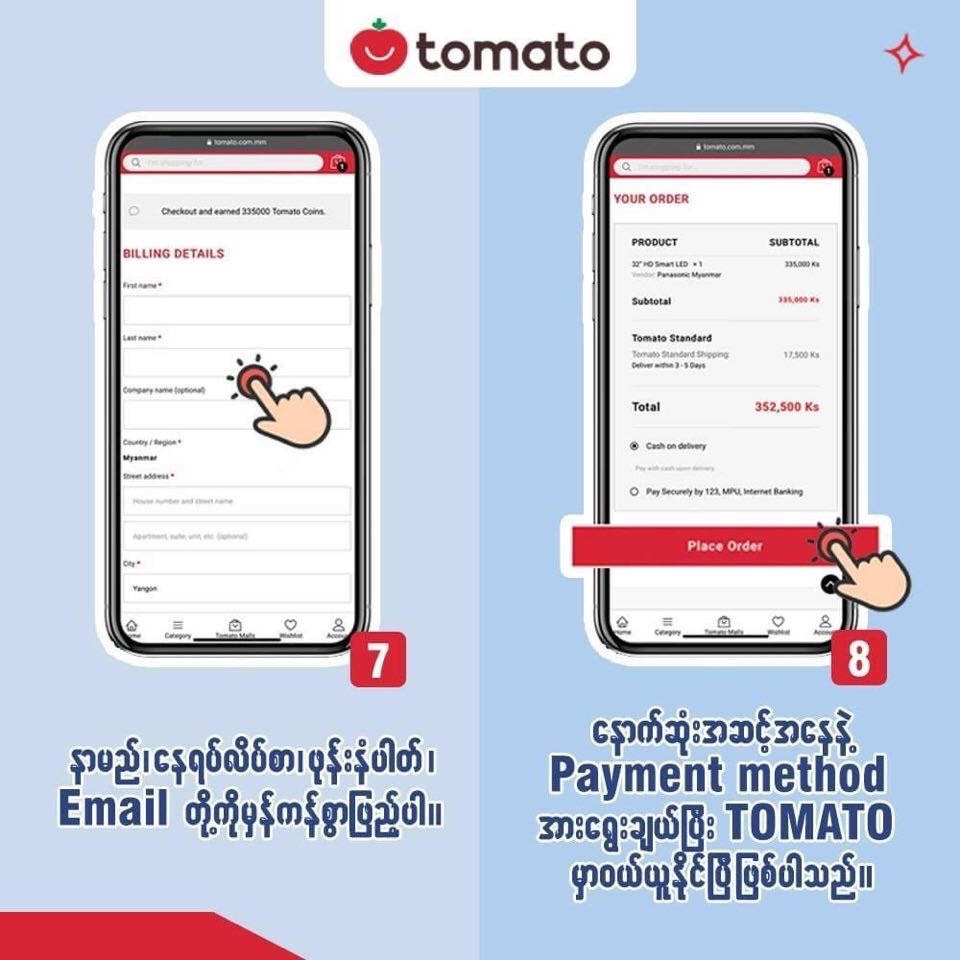 tomato
tomato.com.mm
I'm shopping for...
1
Checkout and earned 335000 Tomato Coins.
BILLING DETAILS
First name *
Last name *
Company name (optional)
Country / Region *
Myanmar
Street address *
House number and street name
Apartment, suite, unit, etc. (optional)
City *
Yangon
Home
Category
Tomato Malls
Wishlist
Accou
7
နာမည်၊နေရပ်လိပ်စာ၊ဖုန်းနံပါတ်၊
Email တို့ကိုမှန်ကန်စွာဖြည့်ပါ။
tomato.com.mm
I'm shopping for...
1
YOUR ORDER
PRODUCT SUBTOTAL
32" HD Smart LED × 1 335,000 Ks
Vendor: Panasonic Myanmar
Subtotal 335,000 Ks
Tomato Standard
Tomato Standard Shipping: 17,500 Ks
Deliver within 3 - 5 Days
Total 352,500 Ks
Cash on delivery
Pay with cash upon delivery.
Pay Securely by 123, MPU, Internet Banking
Place Order
Home
Category
Tomato Malls
Wishlist
Accou
8
နောက်ဆုံးအဆင့်အနေနဲ့
Payment method
အားရွေးချယ်ပြီး TOMATO
မှာဝယ်ယူနိုင်ပြီဖြစ်ပါသည်။